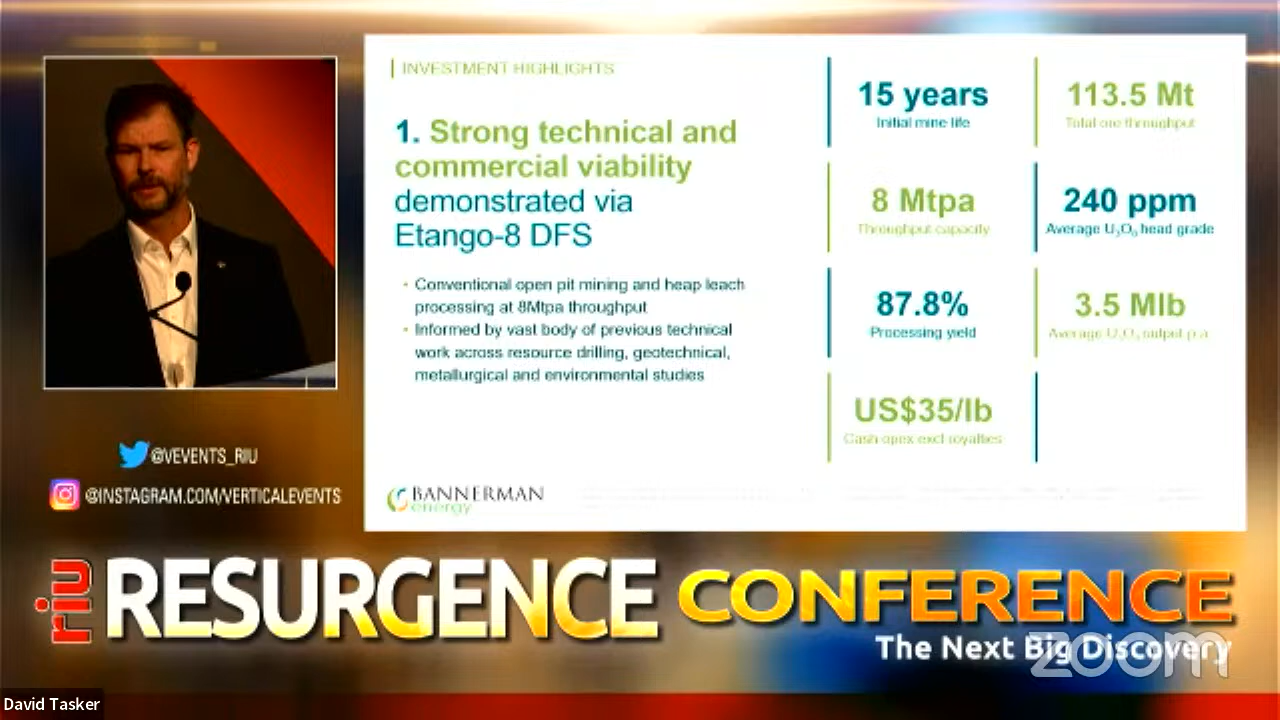 INVESTMENT HIGHLIGHTS
1. Strong technical and
commercial viability
demonstrated via
Etango-8 DFS
• Conventional open pit mining and heap leach
processing at 8Mtpa throughput
• Informed by vast body of previous technical
work across resource drilling, geotechnical,
metallurgical and environmental studies
15 years
Initial mine life
113.5 Mt
Total ore throughput
8 Mtpa
Throughput capacity
240 ppm
Average U₃O₈ head grade
87.8%
Processing yield
3.5 Mlb
Average U₃O₈ output p.a
US$35/lb
Cash opex excl royalties
BANNERMAN
energy
@VEVENTS_RIU
@INSTAGRAM.COM/VERTICALEVENTS
riu RESURGENCE CONFERENCE
The Next Big Discovery
zoom
David Tasker